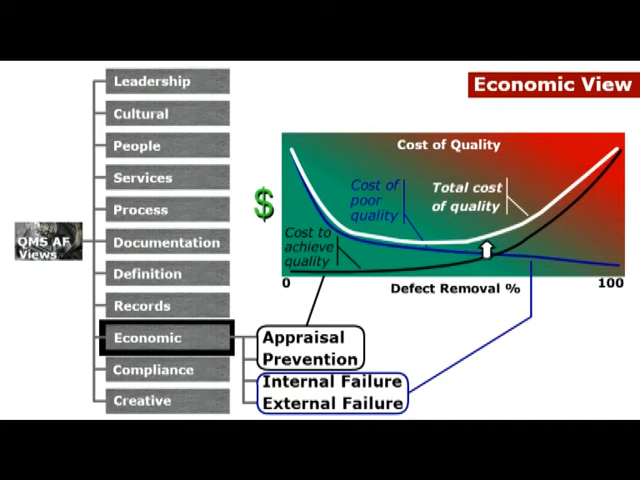 Economic View
QMS AF
Views
Leadership
Cultural
People
Services
Process
Documentation
Definition
Records
Economic
Compliance
Creative
Cost of Quality
Cost of
poor
quality
Total cost
of quality
Cost to
achieve
quality
$
0
Defect Removal %
100
Appraisal
Prevention
Internal Failure
External Failure